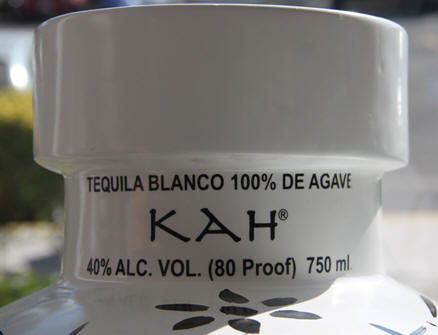 TEQUILA BLANCO 100% DE AGAVE
KAH®
40% ALC. VOL. (80 Proof) 750 ml.